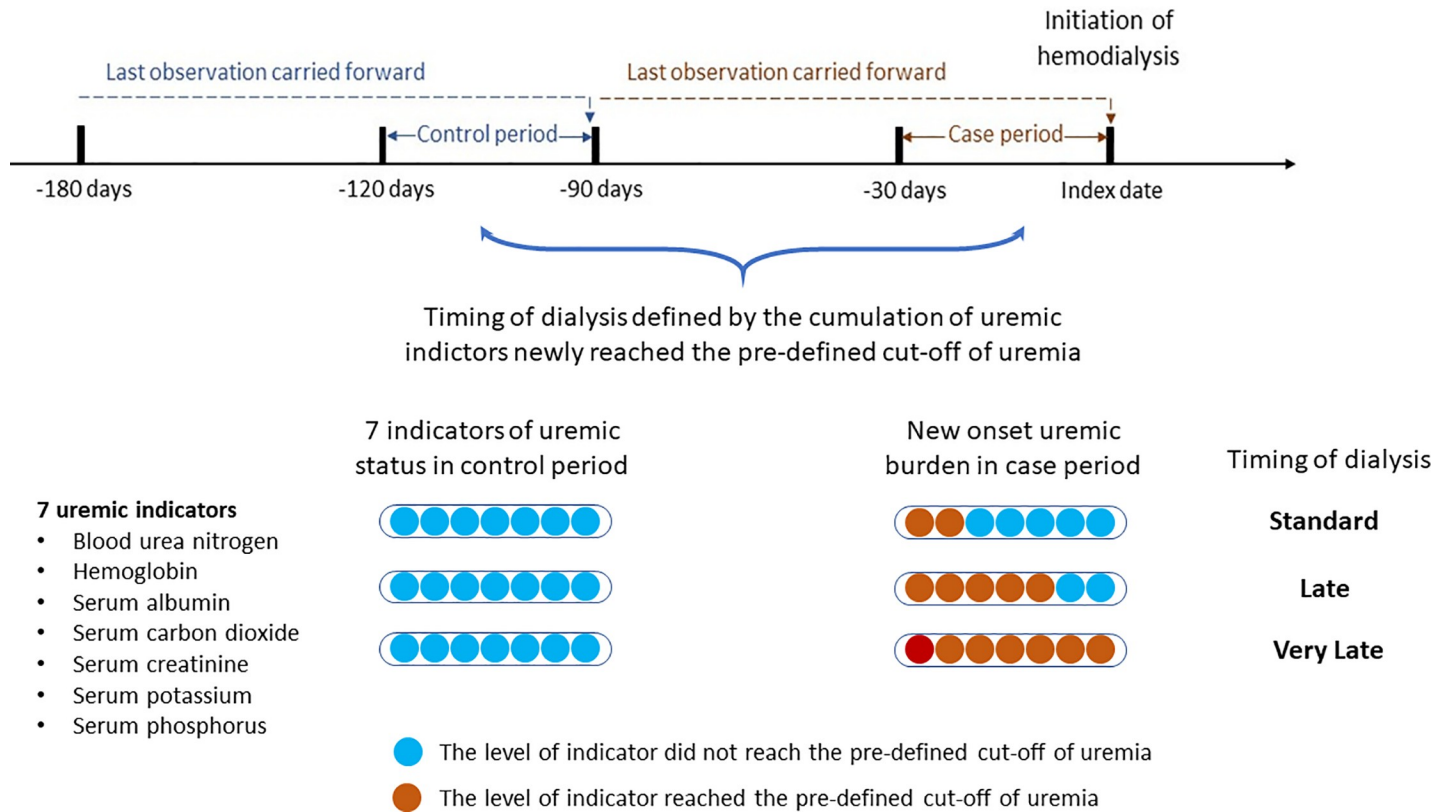 Initiation of
hemodialysis
Last observation carried forward
Last observation carried forward
Control period
Case period
-180 days
-120 days
-90 days
-30 days
Index date
Timing of dialysis defined by the cumulation of uremic
indictors newly reached the pre-defined cut-off of uremia
7 indicators of uremic
status in control period
New onset uremic
burden in case period
Timing of dialysis
7 uremic indicators
• Blood urea nitrogen
• Hemoglobin
• Serum albumin
• Serum carbon dioxide
• Serum creatinine
• Serum potassium
• Serum phosphorus
Standard
Late
Very Late
The level of indicator did not reach the pre-defined cut-off of uremia
The level of indicator reached the pre-defined cut-off of uremia